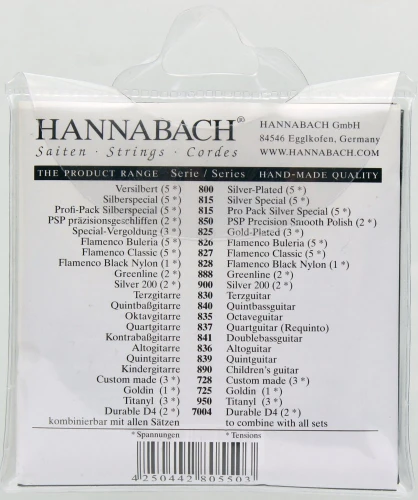 HANNABACH®
Saiten · Strings · Cordes
HANNABACH GmbH
84546 Egglkofen, Germany
WWW.HANNABACH.COM
THE PRODUCT RANGE Serie / Series HAND-MADE QUALITY
Versilbert (5 *) 800 Silver-Plated (5 *)
Silberspecial (5 *) 815 Silver Special (5 *)
Profi-Pack Silberspecial (5 *) 815 Pro Pack Silver Special (5 *)
PSP präzisionsgeschliffen (2 *) 850 PSP Precision Smooth Polish (2 *)
Special-Vergoldung (3 *) 825 Gold-Plated (3 *)
Flamenco Buleria (5 *) 826 Flamenco Buleria (5 *)
Flamenco Classic (5 *) 827 Flamenco Classic (5 *)
Flamenco Black Nylon (1 *) 828 Flamenco Black Nylon (1 *)
Greenline (2 *) 888 Greenline (2 *)
Silver 200 (2 *) 900 Silver 200 (2 *)
Terzgitarre 830 Terzguitar
Quintbaßgitarre 840 Quintbassguitar
Oktavgitarre 835 Octaveguitar
Quartgitarre 837 Quartguitar (Requinto)
Kontrabaßgitarre 841 Doublebassguitar
Altogitarre 836 Altoguitar
Quintgitarre 839 Quintguitar
Kindergitarre 890 Children's guitar
Custom made (3 *) 728 Custom made (3 *)
Goldin (1 *) 725 Goldin (1 *)
Titanyl (3 *) 950 Titanyl (3 *)
Durable D4 (2 *) 7004 Durable D4 (2 *)
kombinierbar mit allen Sätzen to combine with all sets
* Spannungen * Tensions
4250442805503